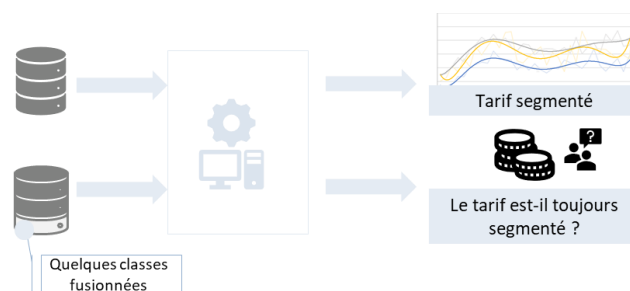 Tarif segmenté
?
Le tarif est-il toujours
segmenté ?
Quelques classes
fusionnées